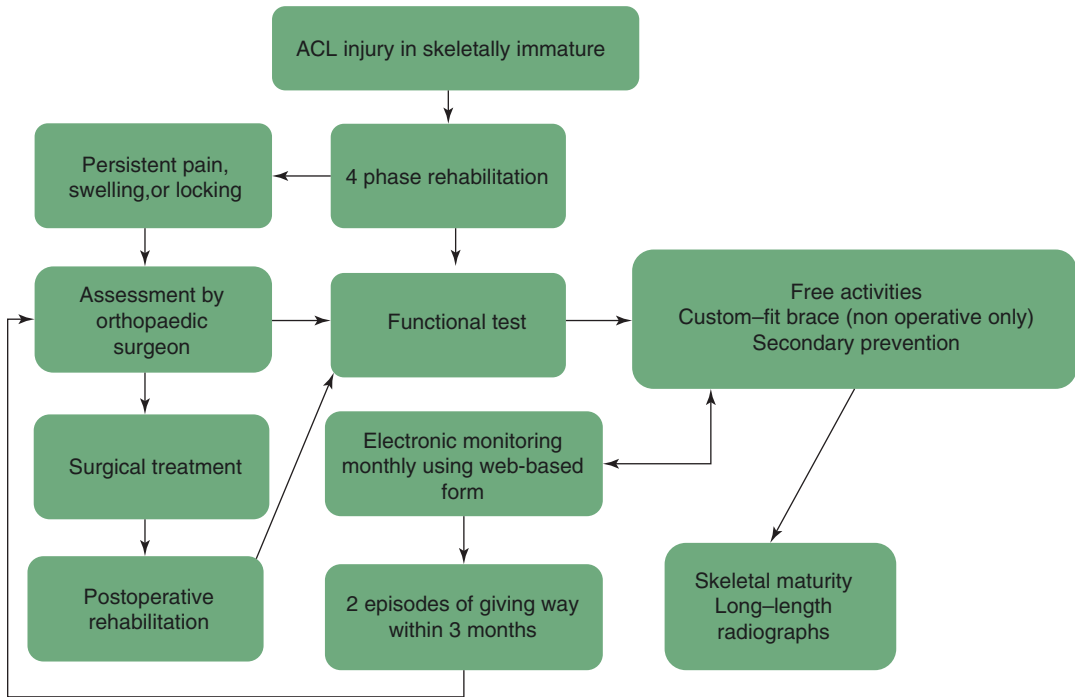 ACL injury in skeletally immature
Persistent pain,
swelling,or locking
4 phase rehabilitation
Assessment by
orthopaedic
surgeon
Functional test
Free activities
Custom–fit brace (non operative only)
Secondary prevention
Surgical treatment
Electronic monitoring
monthly using web-based
form
Postoperative
rehabilitation
2 episodes of giving way
within 3 months
Skeletal maturity
Long–length
radiographs